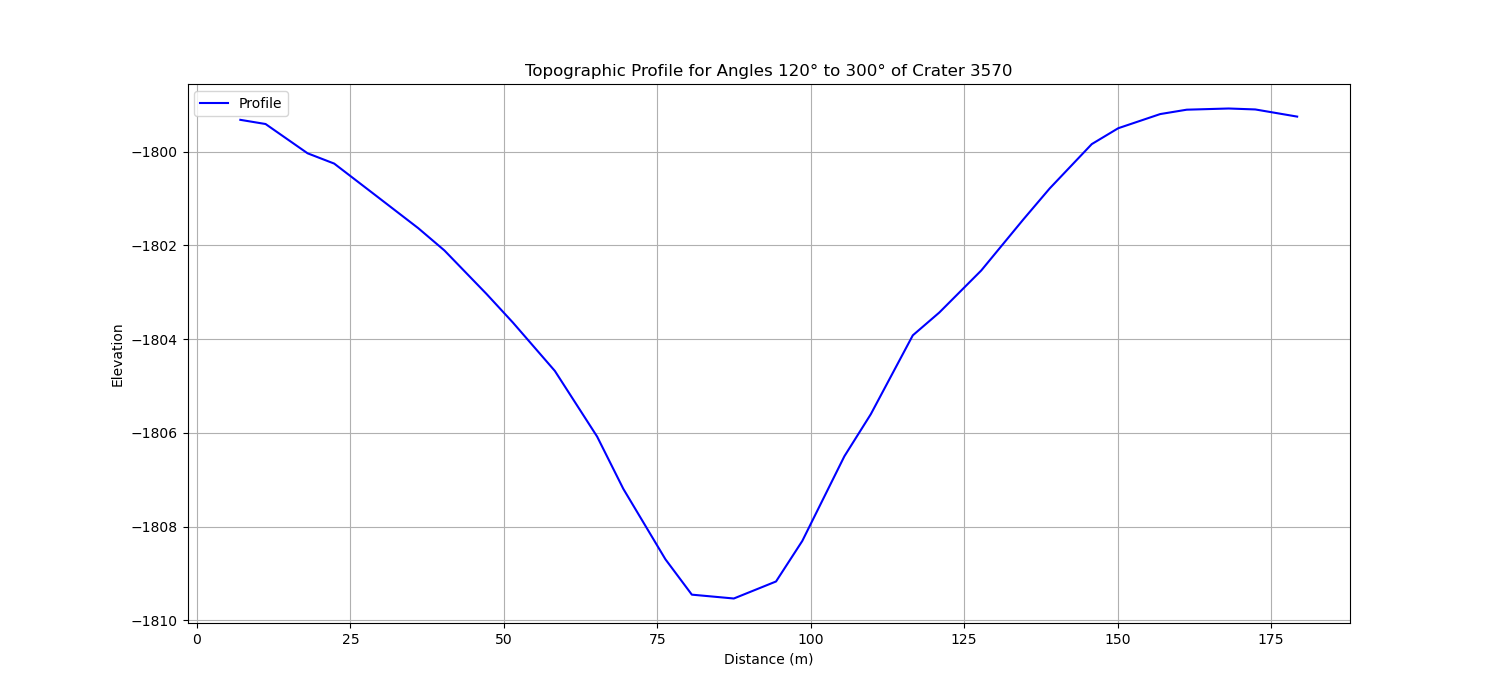 Topographic Profile for Angles 120° to 300° of Crater 3570
Profile
Elevation
−1800
−1802
−1804
−1806
−1808
−1810
0 25 50 75 100 125 150 175
Distance (m)